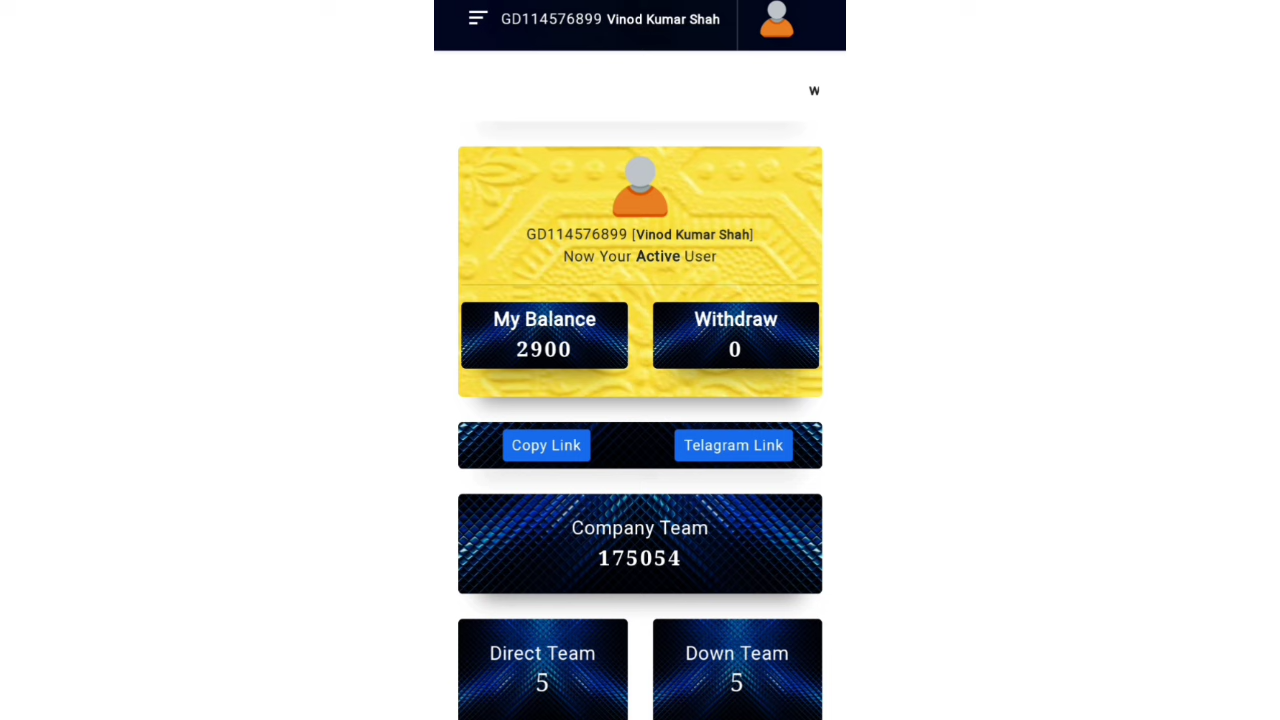 GD114576899 Vinod Kumar Shah
W
GD114576899 [Vinod Kumar Shah]
Now Your Active User
My Balance
Withdraw
2900
0
Copy Link
Telagram Link
Company Team
175054
Direct Team
Down Team
5
5